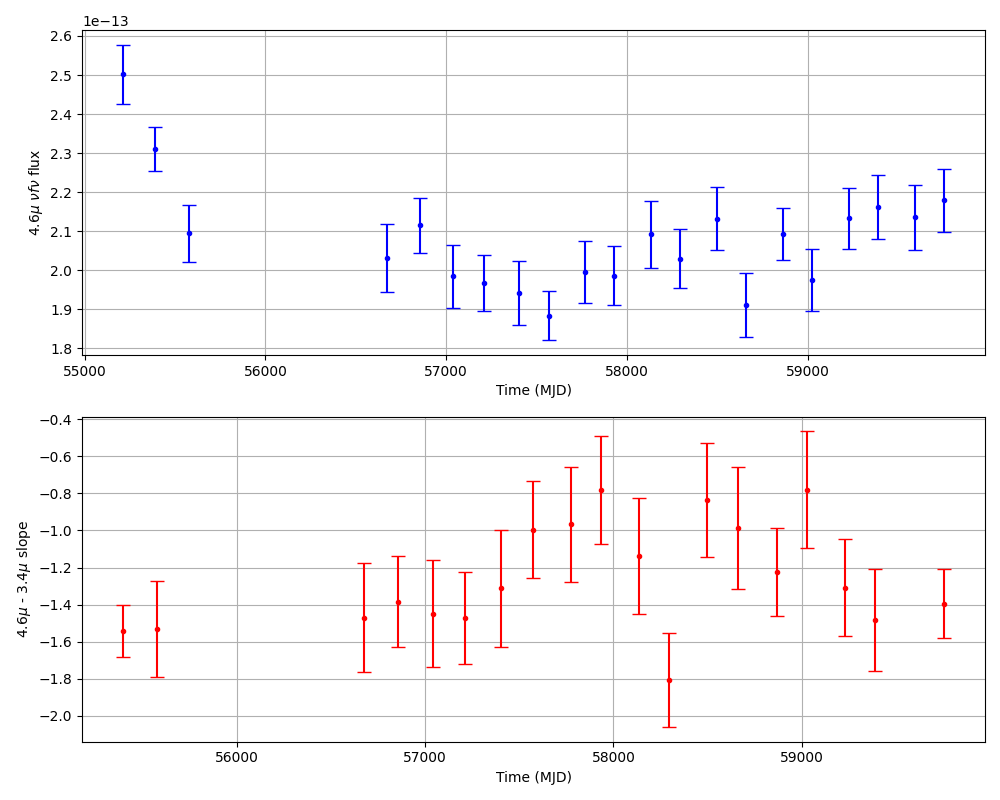 1e−13
2.6
2.5
2.4
2.3
2.2
2.1
2.0
1.9
1.8
4.6μ νfν flux
55000 56000 57000 58000 59000
Time (MJD)
−0.4
−0.6
−0.8
−1.0
−1.2
−1.4
−1.6
−1.8
−2.0
4.6μ - 3.4μ slope
56000 57000 58000 59000
Time (MJD)